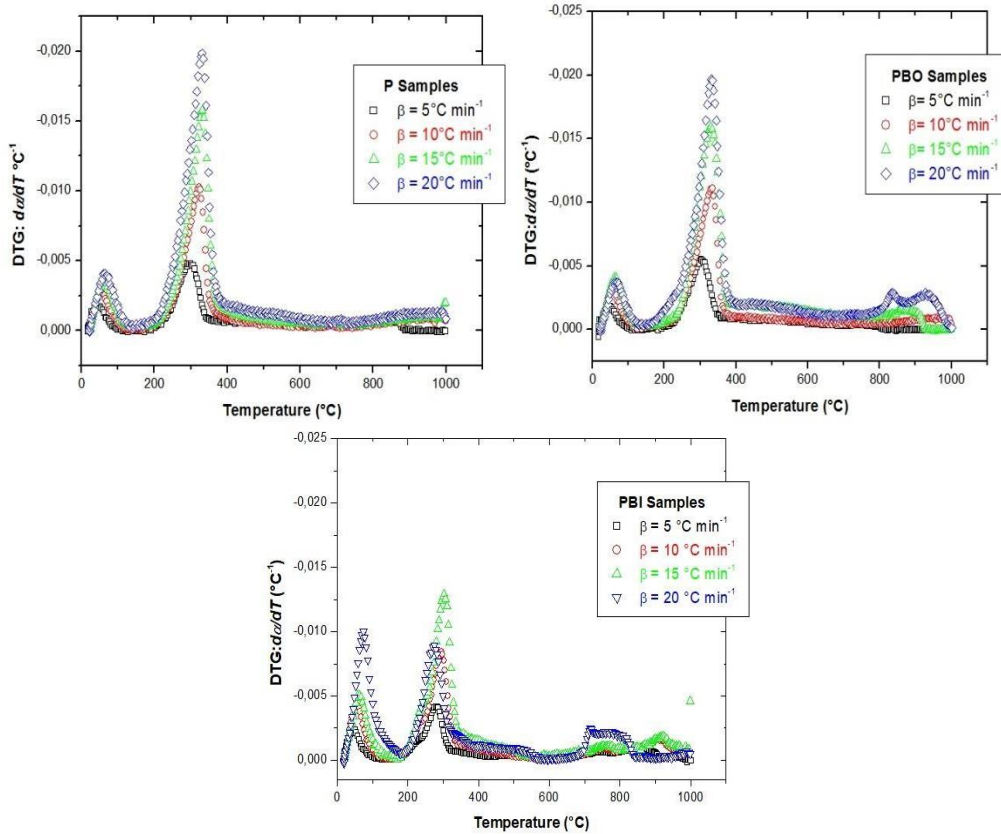 -0,020
-0,015
-0,010
-0,005
0,000
DTG: dα/dT °C⁻¹
0 200 400 600 800 1000
Temperature (°C)
P Samples
β = 5°C min⁻¹
β = 10°C min⁻¹
β = 15°C min⁻¹
β = 20°C min⁻¹
-0,025
-0,020
-0,015
-0,010
-0,005
0,000
DTG:dα/dT (°C⁻¹)
0 200 400 600 800 1000
Temperature (°C)
PBO Samples
β= 5°C min⁻¹
β = 10°C min⁻¹
β = 15°C min⁻¹
β = 20°C min⁻¹
-0,025
-0,020
-0,015
-0,010
-0,005
0,000
DTG:dα/dT (°C⁻¹)
0 200 400 600 800 1000
Temperature (°C)
PBI Samples
β = 5 °C min⁻¹
β = 10 °C min⁻¹
β = 15 °C min⁻¹
β = 20 °C min⁻¹